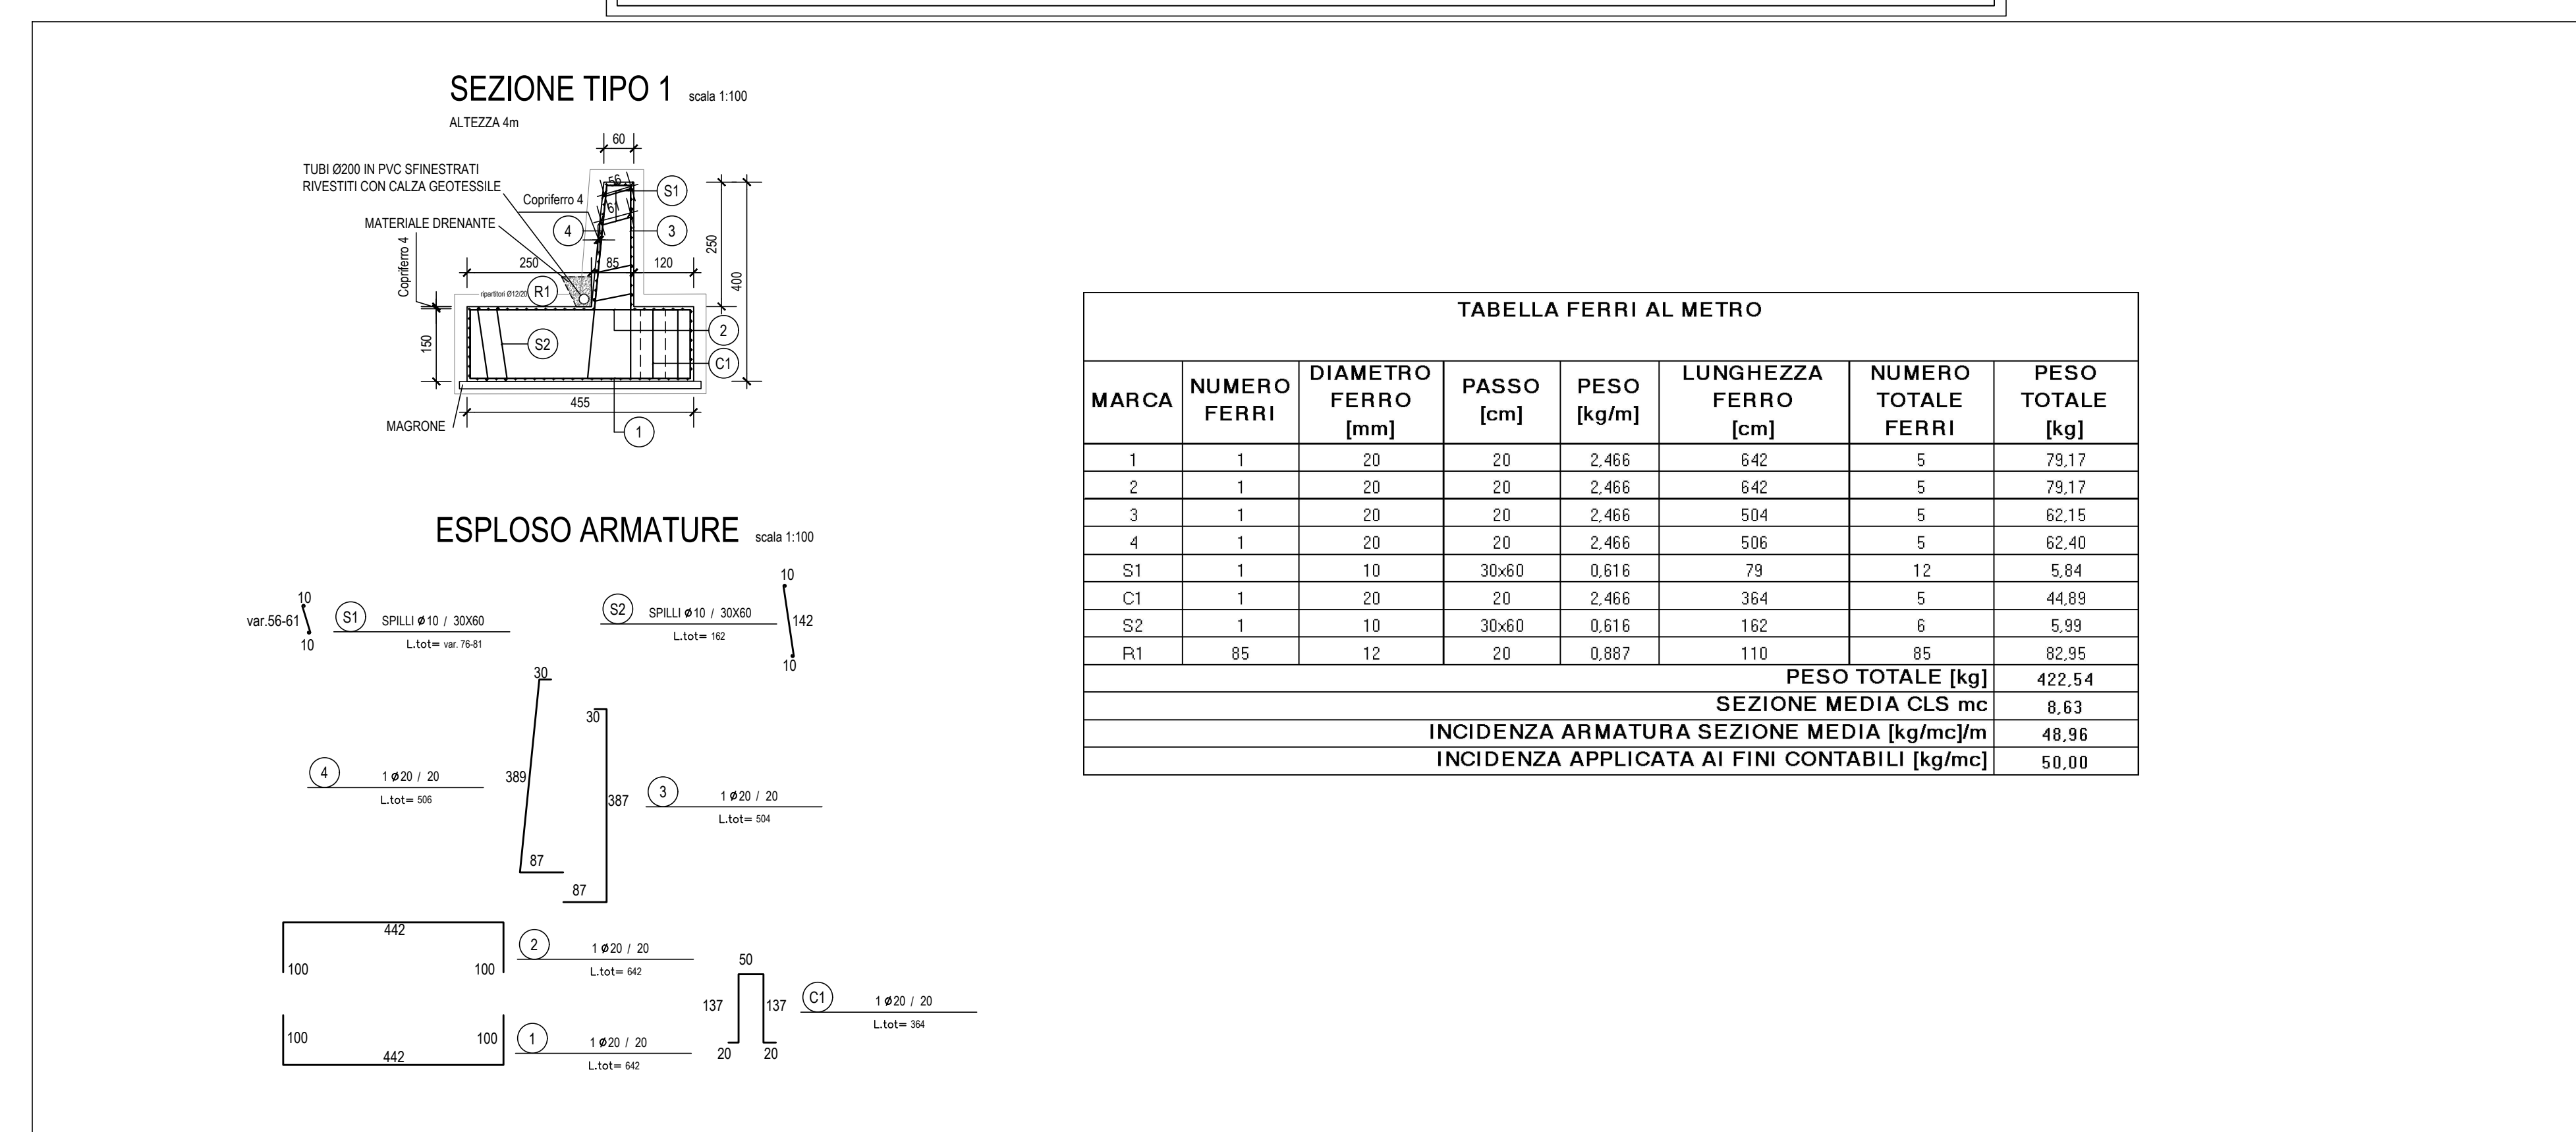 SEZIONE TIPO 1 scala 1:100
ALTEZZA 4m
60
TUBI Ø200 IN PVC SFINESTRATI
RIVESTITI CON CALZA GEOTESSILE
56
S1
Copriferro 4
61
MATERIALE DRENANTE
4
3
Copriferro 4
250
400
250
85
120
ripartitori Ø12/20
R1
150
S2
2
C1
455
MAGRONE
1
ESPLOSO ARMATURE scala 1:100
10
var.56-61
10
S1
SPILLI Ø10 / 30X60
L.tot= var. 76-81
S2
SPILLI Ø10 / 30X60
L.tot= 162
10
142
10
30
30
4
1 Ø20 / 20
L.tot= 506
389
387
3
1 Ø20 / 20
L.tot= 504
87
87
442
100
100
2
1 Ø20 / 20
L.tot= 642
50
137
137
C1
1 Ø20 / 20
L.tot= 364
20
20
100
100
442
1
1 Ø20 / 20
L.tot= 642
TABELLA FERRI AL METRO
MARCA NUMERO FERRI DIAMETRO FERRO [mm] PASSO [cm] PESO [kg/m] LUNGHEZZA FERRO [cm] NUMERO TOTALE FERRI PESO TOTALE [kg]
1 1 20 20 2,466 642 5 79,17
2 1 20 20 2,466 642 5 79,17
3 1 20 20 2,466 504 5 62,15
4 1 20 20 2,466 506 5 62,40
S1 1 10 30x60 0,616 79 12 5,84
C1 1 20 20 2,466 364 5 44,89
S2 1 10 30x60 0,616 162 6 5,99
R1 85 12 20 0,887 110 85 82,95
PESO TOTALE [kg] 422,54
SEZIONE MEDIA CLS mc 8,63
INCIDENZA ARMATURA SEZIONE MEDIA [kg/mc]/m 48,96
INCIDENZA APPLICATA AI FINI CONTABILI [kg/mc] 50,00